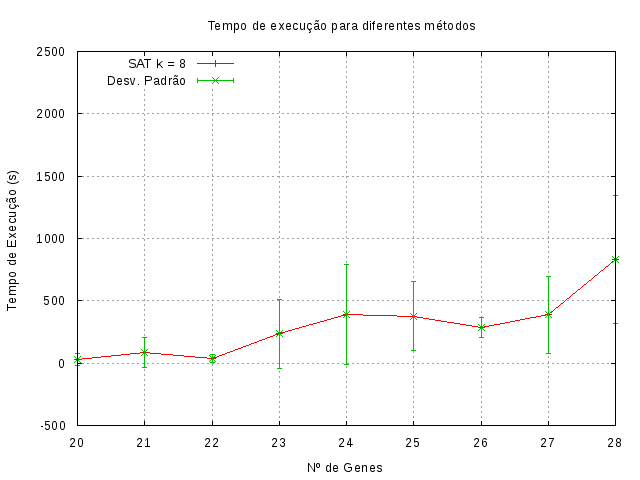 Tempo de execução para diferentes métodos
SAT k = 8
Desv. Padrão
Tempo de Execução (s)
2500
2000
1500
1000
500
0
-500
20 21 22 23 24 25 26 27 28
Nº de Genes